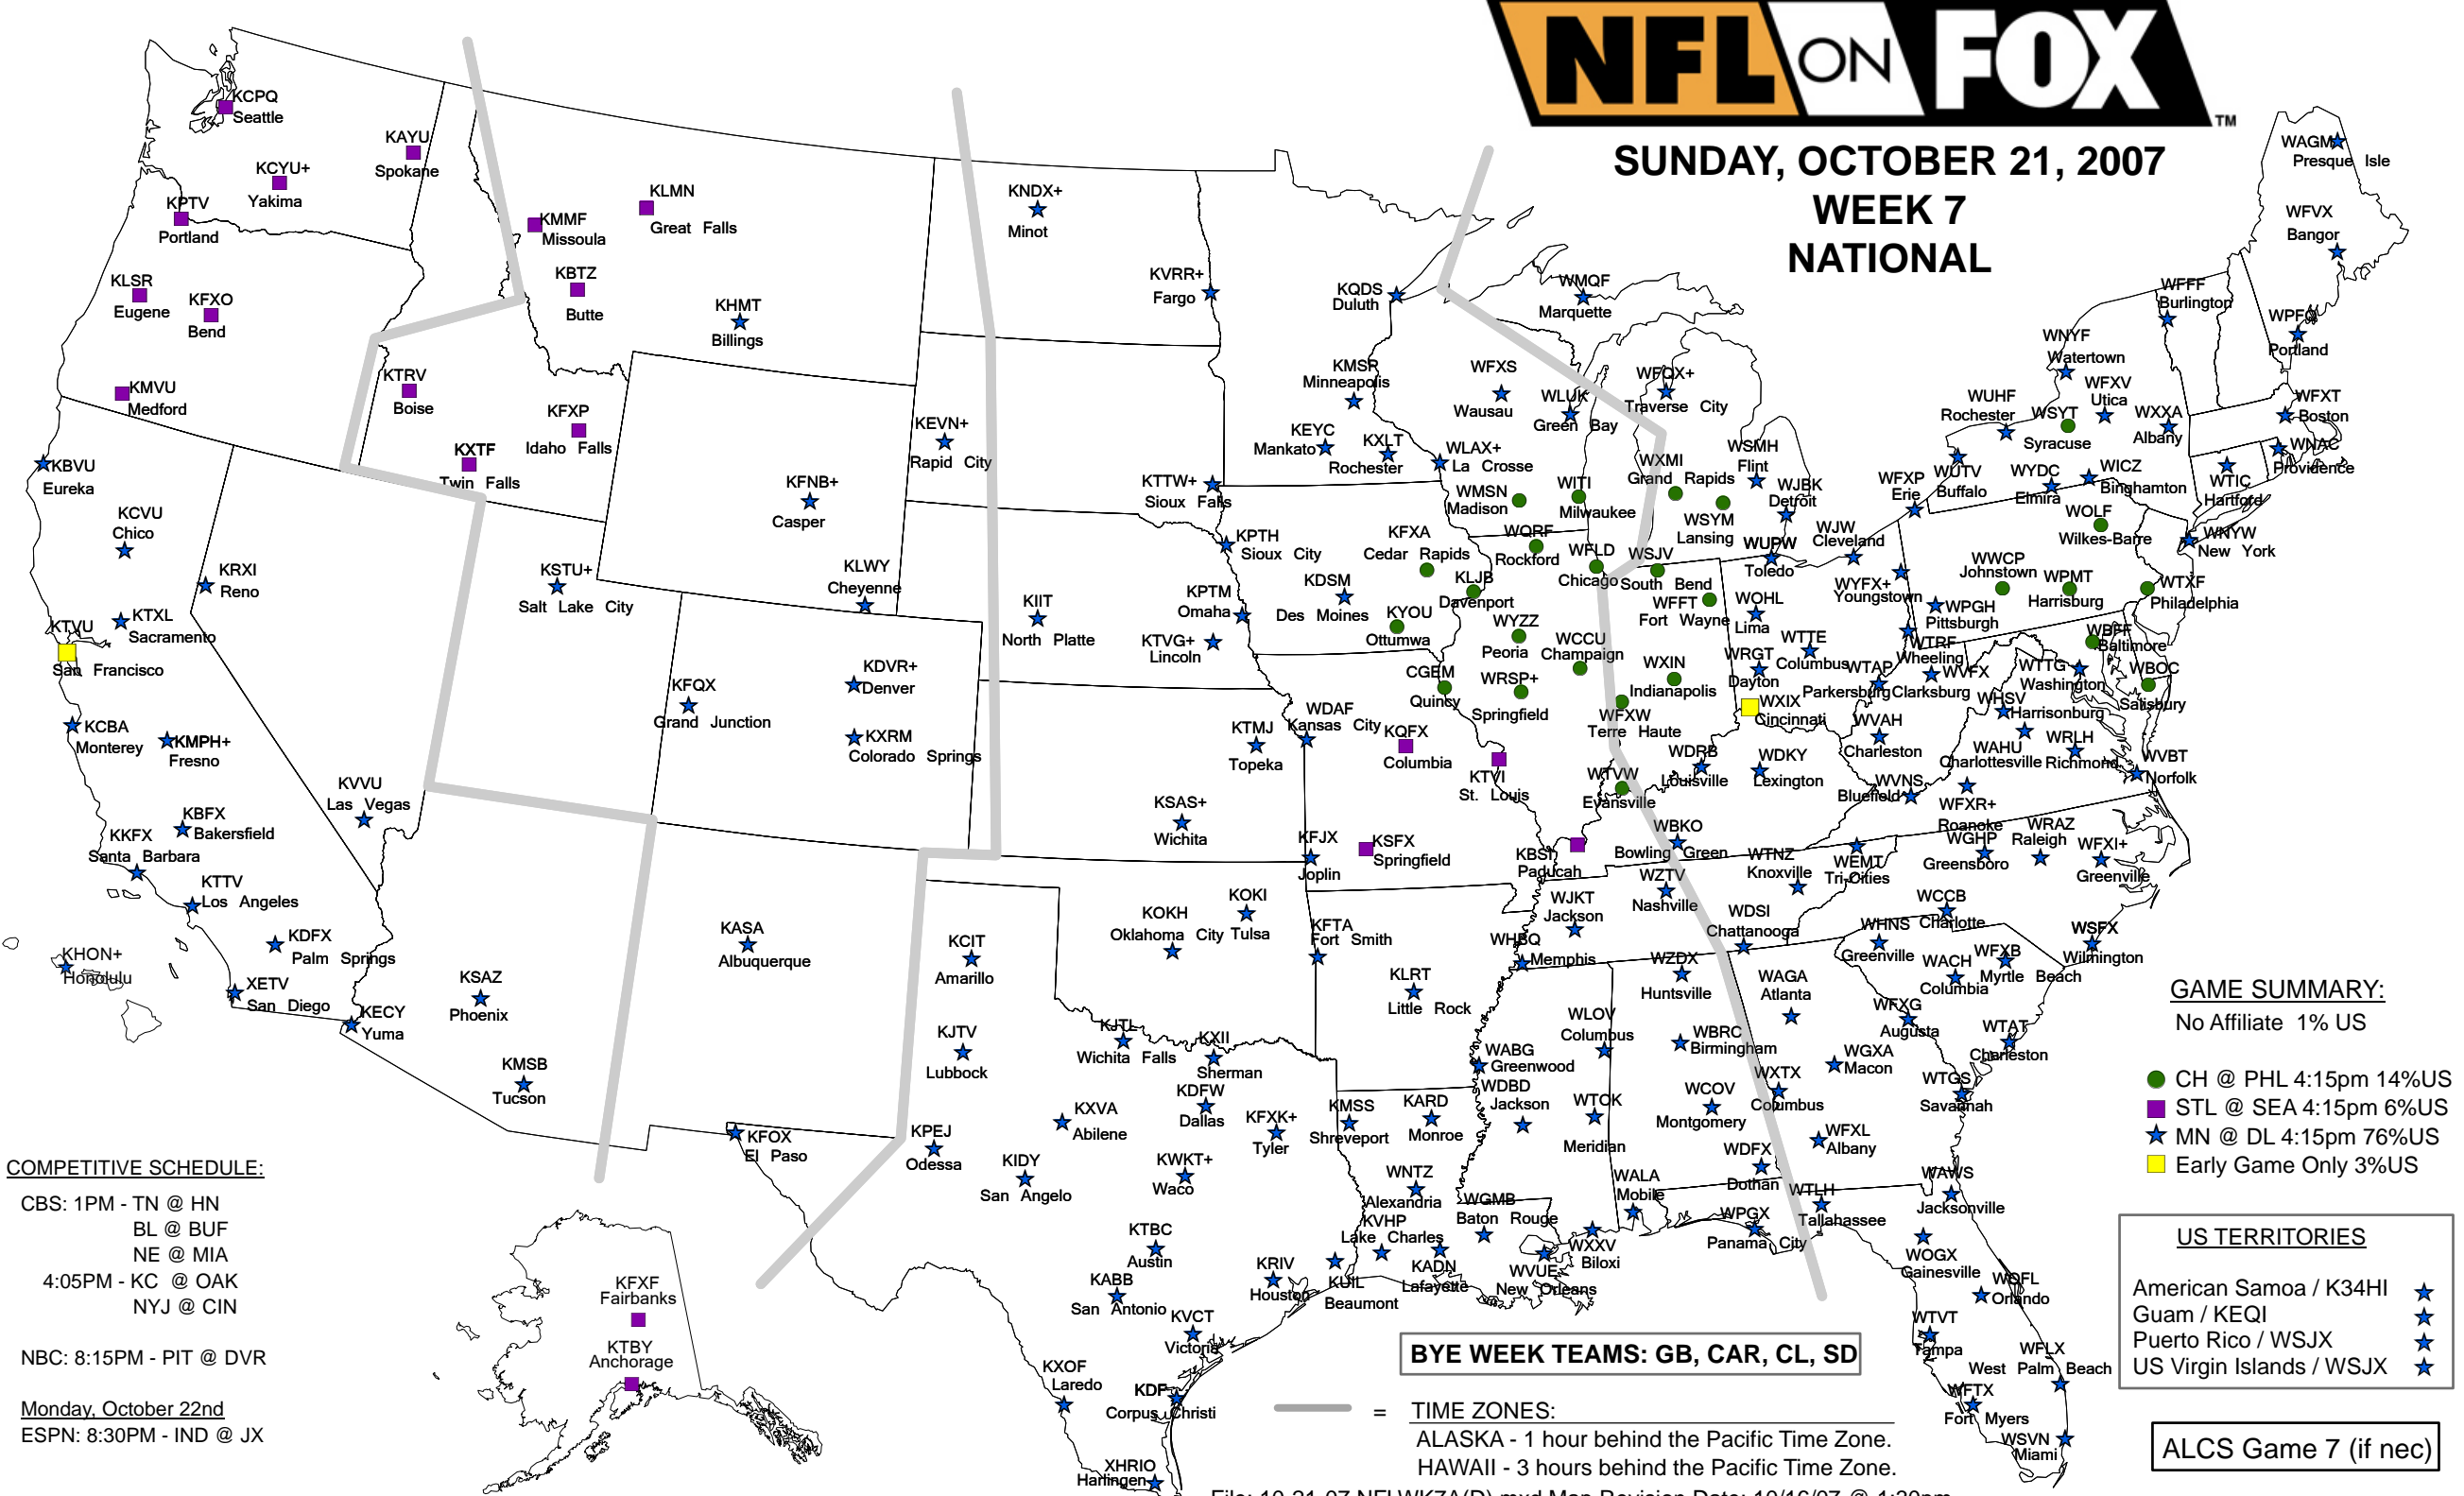 NFL ON FOX TM
SUNDAY, OCTOBER 21, 2007
WEEK 7
NATIONAL
KCPQ
Seattle
KAYU
Spokane
KCYU+
Yakima
KPTV
Portland
KLSR
Eugene
KFXO
Bend
KMVU
Medford
KLMN
Great Falls
KMMF
Missoula
KBTZ
Butte
KHMT
Billings
KTRV
Boise
KFXP
Idaho Falls
KXTF
Twin Falls
KNDX+
Minot
KVRR+
Fargo
KEVN+
Rapid City
KTTW+
Sioux Falls
KFNB+
Casper
KLWY
Cheyenne
KBVU
Eureka
KCVU
Chico
KRXI
Reno
KTXL
Sacramento
KTVU
San Francisco
KCBA
Monterey
KMPH+
Fresno
KVVU
Las Vegas
KBFX
Bakersfield
KKFX
Santa Barbara
KTTV
Los Angeles
KDFX
Palm Springs
XETV
San Diego
KECY
Yuma
KHON+
Honolulu
KSAZ
Phoenix
KMSB
Tucson
KSTU+
Salt Lake City
KFQX
Grand Junction
KDVR+
Denver
KXRM
Colorado Springs
KASA
Albuquerque
KIIT
North Platte
KPTM
Omaha
KTVG+
Lincoln
KPTH
Sioux City
KTMJ
Topeka
KSAS+
Wichita
WDAF
Kansas City
KQFX
Columbia
KTVI
St. Louis
KFJX
Joplin
KSFX
Springfield
KBSI
Paducah
KQDS
Duluth
KMSP
Minneapolis
KEYC
Mankato
KXLT
Rochester
WFXS
Wausau
WLUK
Green Bay
WLAX+
La Crosse
WMSN
Madison
WITI
Milwaukee
WMQF
Marquette
WFQX+
Traverse City
WXMI
Grand Rapids
WSMH
Flint
WSYM
Lansing
WJBK
Detroit
KFXA
Cedar Rapids
KDSM
Des Moines
KLJB
Davenport
KYOU
Ottumwa
WQRF
Rockford
WFLD
Chicago
WYZZ
Peoria
WCCU
Champaign
CGEM
Quincy
WRSP+
Springfield
WSJV
South Bend
WFFT
Fort Wayne
WXIN
Indianapolis
WFXW
Terre Haute
WTVW
Evansville
WUPW
Toledo
WJW
Cleveland
WYFX+
Youngstown
WOHL
Lima
WTTE
Columbus
WRGT
Dayton
WXIX
Cincinnati
WTRF
Wheeling
WTAP
Parkersburg
WVFX
Clarksburg
WVAH
Charleston
WVNS
Bluefield
WDRB
Louisville
WDKY
Lexington
WBKO
Bowling Green
WZTV
Nashville
WTNZ
Knoxville
WEMT
Tri-Cities
WDSI
Chattanooga
WJKT
Jackson
WHBQ
Memphis
WAGM
Presque Isle
WFVX
Bangor
WPFO
Portland
WFFF
Burlington
WNYF
Watertown
WFXV
Utica
WUHF
Rochester
WSYT
Syracuse
WXXA
Albany
WUTV
Buffalo
WYDC
Elmira
WICZ
Binghamton
WFXT
Boston
WNAC
Providence
WTIC
Hartford
WNYW
New York
WFXP
Erie
WOLF
Wilkes-Barre
WWCP
Johnstown
WPMT
Harrisburg
WTXF
Philadelphia
WPGH
Pittsburgh
WBFF
Baltimore
WBOC
Salisbury
WTTG
Washington
WHSV
Harrisonburg
WAHU
Charlottesville
WRLH
Richmond
WVBT
Norfolk
WFXR+
Roanoke
WGHP
Greensboro
WRAZ
Raleigh
WFXI+
Greenville
WCCB
Charlotte
WSFX
Wilmington
WHNS
Greenville
WFXB
Myrtle Beach
WACH
Columbia
WTAT
Charleston
WAGA
Atlanta
WFXG
Augusta
WGXA
Macon
WTGS
Savannah
WXTX
Columbus
WFXL
Albany
WZDX
Huntsville
WBRC
Birmingham
WCOV
Montgomery
WDFX
Dothan
WALA
Mobile
WLOV
Columbus
WABG
Greenwood
WDBD
Jackson
WTOK
Meridian
WXXV
Biloxi
KOKH
Oklahoma City
KOKI
Tulsa
KFTA
Fort Smith
KLRT
Little Rock
KCIT
Amarillo
KJTV
Lubbock
KJTL
Wichita Falls
KXII
Sherman
KDFW
Dallas
KXVA
Abilene
KFXK+
Tyler
KFOX
El Paso
KPEJ
Odessa
KIDY
San Angelo
KWKT+
Waco
KTBC
Austin
KABB
San Antonio
KRIV
Houston
KVCT
Victoria
KXOF
Laredo
KDF
Corpus Christi
XHRIO
Harlingen
KMSS
Shreveport
KARD
Monroe
WNTZ
Alexandria
KVHP
Lake Charles
WGMB
Baton Rouge
KADN
Lafayette
WVUE
New Orleans
KUIL
Beaumont
WPGX
Panama City
WTLH
Tallahassee
WAWS
Jacksonville
WOGX
Gainesville
WOFL
Orlando
WTVT
Tampa
WFLX
West Palm Beach
WFTX
Fort Myers
WSVN
Miami
KFXF
Fairbanks
KTBY
Anchorage
COMPETITIVE SCHEDULE:
CBS: 1PM - TN @ HN
BL @ BUF
NE @ MIA
4:05PM - KC @ OAK
NYJ @ CIN
NBC: 8:15PM - PIT @ DVR
Monday, October 22nd
ESPN: 8:30PM - IND @ JX
GAME SUMMARY:
No Affiliate 1% US
CH @ PHL 4:15pm 14%US
STL @ SEA 4:15pm 6%US
MN @ DL 4:15pm 76%US
Early Game Only 3%US
US TERRITORIES
American Samoa / K34HI
Guam / KEQI
Puerto Rico / WSJX
US Virgin Islands / WSJX
BYE WEEK TEAMS: GB, CAR, CL, SD
= TIME ZONES:
ALASKA - 1 hour behind the Pacific Time Zone.
HAWAII - 3 hours behind the Pacific Time Zone.
ALCS Game 7 (if nec)
File: 10-21-07 NFLWK7A(D).mxd Map Revision Date: 10/16/07 @ 1:30pm